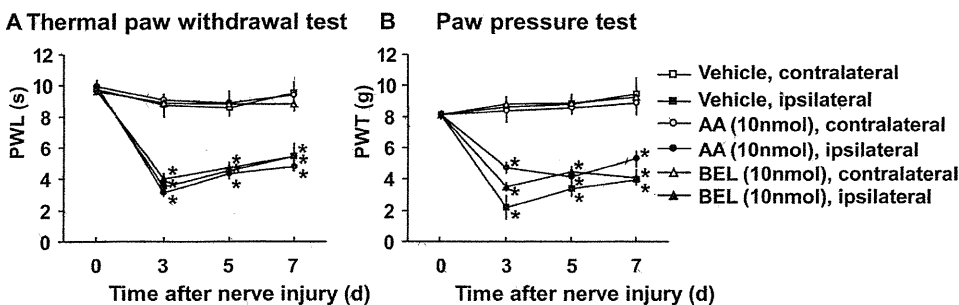 A Thermal paw withdrawal test
B Paw pressure test
PWL (s)
12
10
8
6
4
2
0
0 3 5 7
Time after nerve injury (d)
* * * * * * * *
PWT (g)
12
10
8
6
4
2
0
0 3 5 7
Time after nerve injury (d)
* * * * * * * * *
Vehicle, contralateral
Vehicle, ipsilateral
AA (10nmol), contralateral
AA (10nmol), ipsilateral
BEL (10nmol), contralateral
BEL (10nmol), ipsilateral